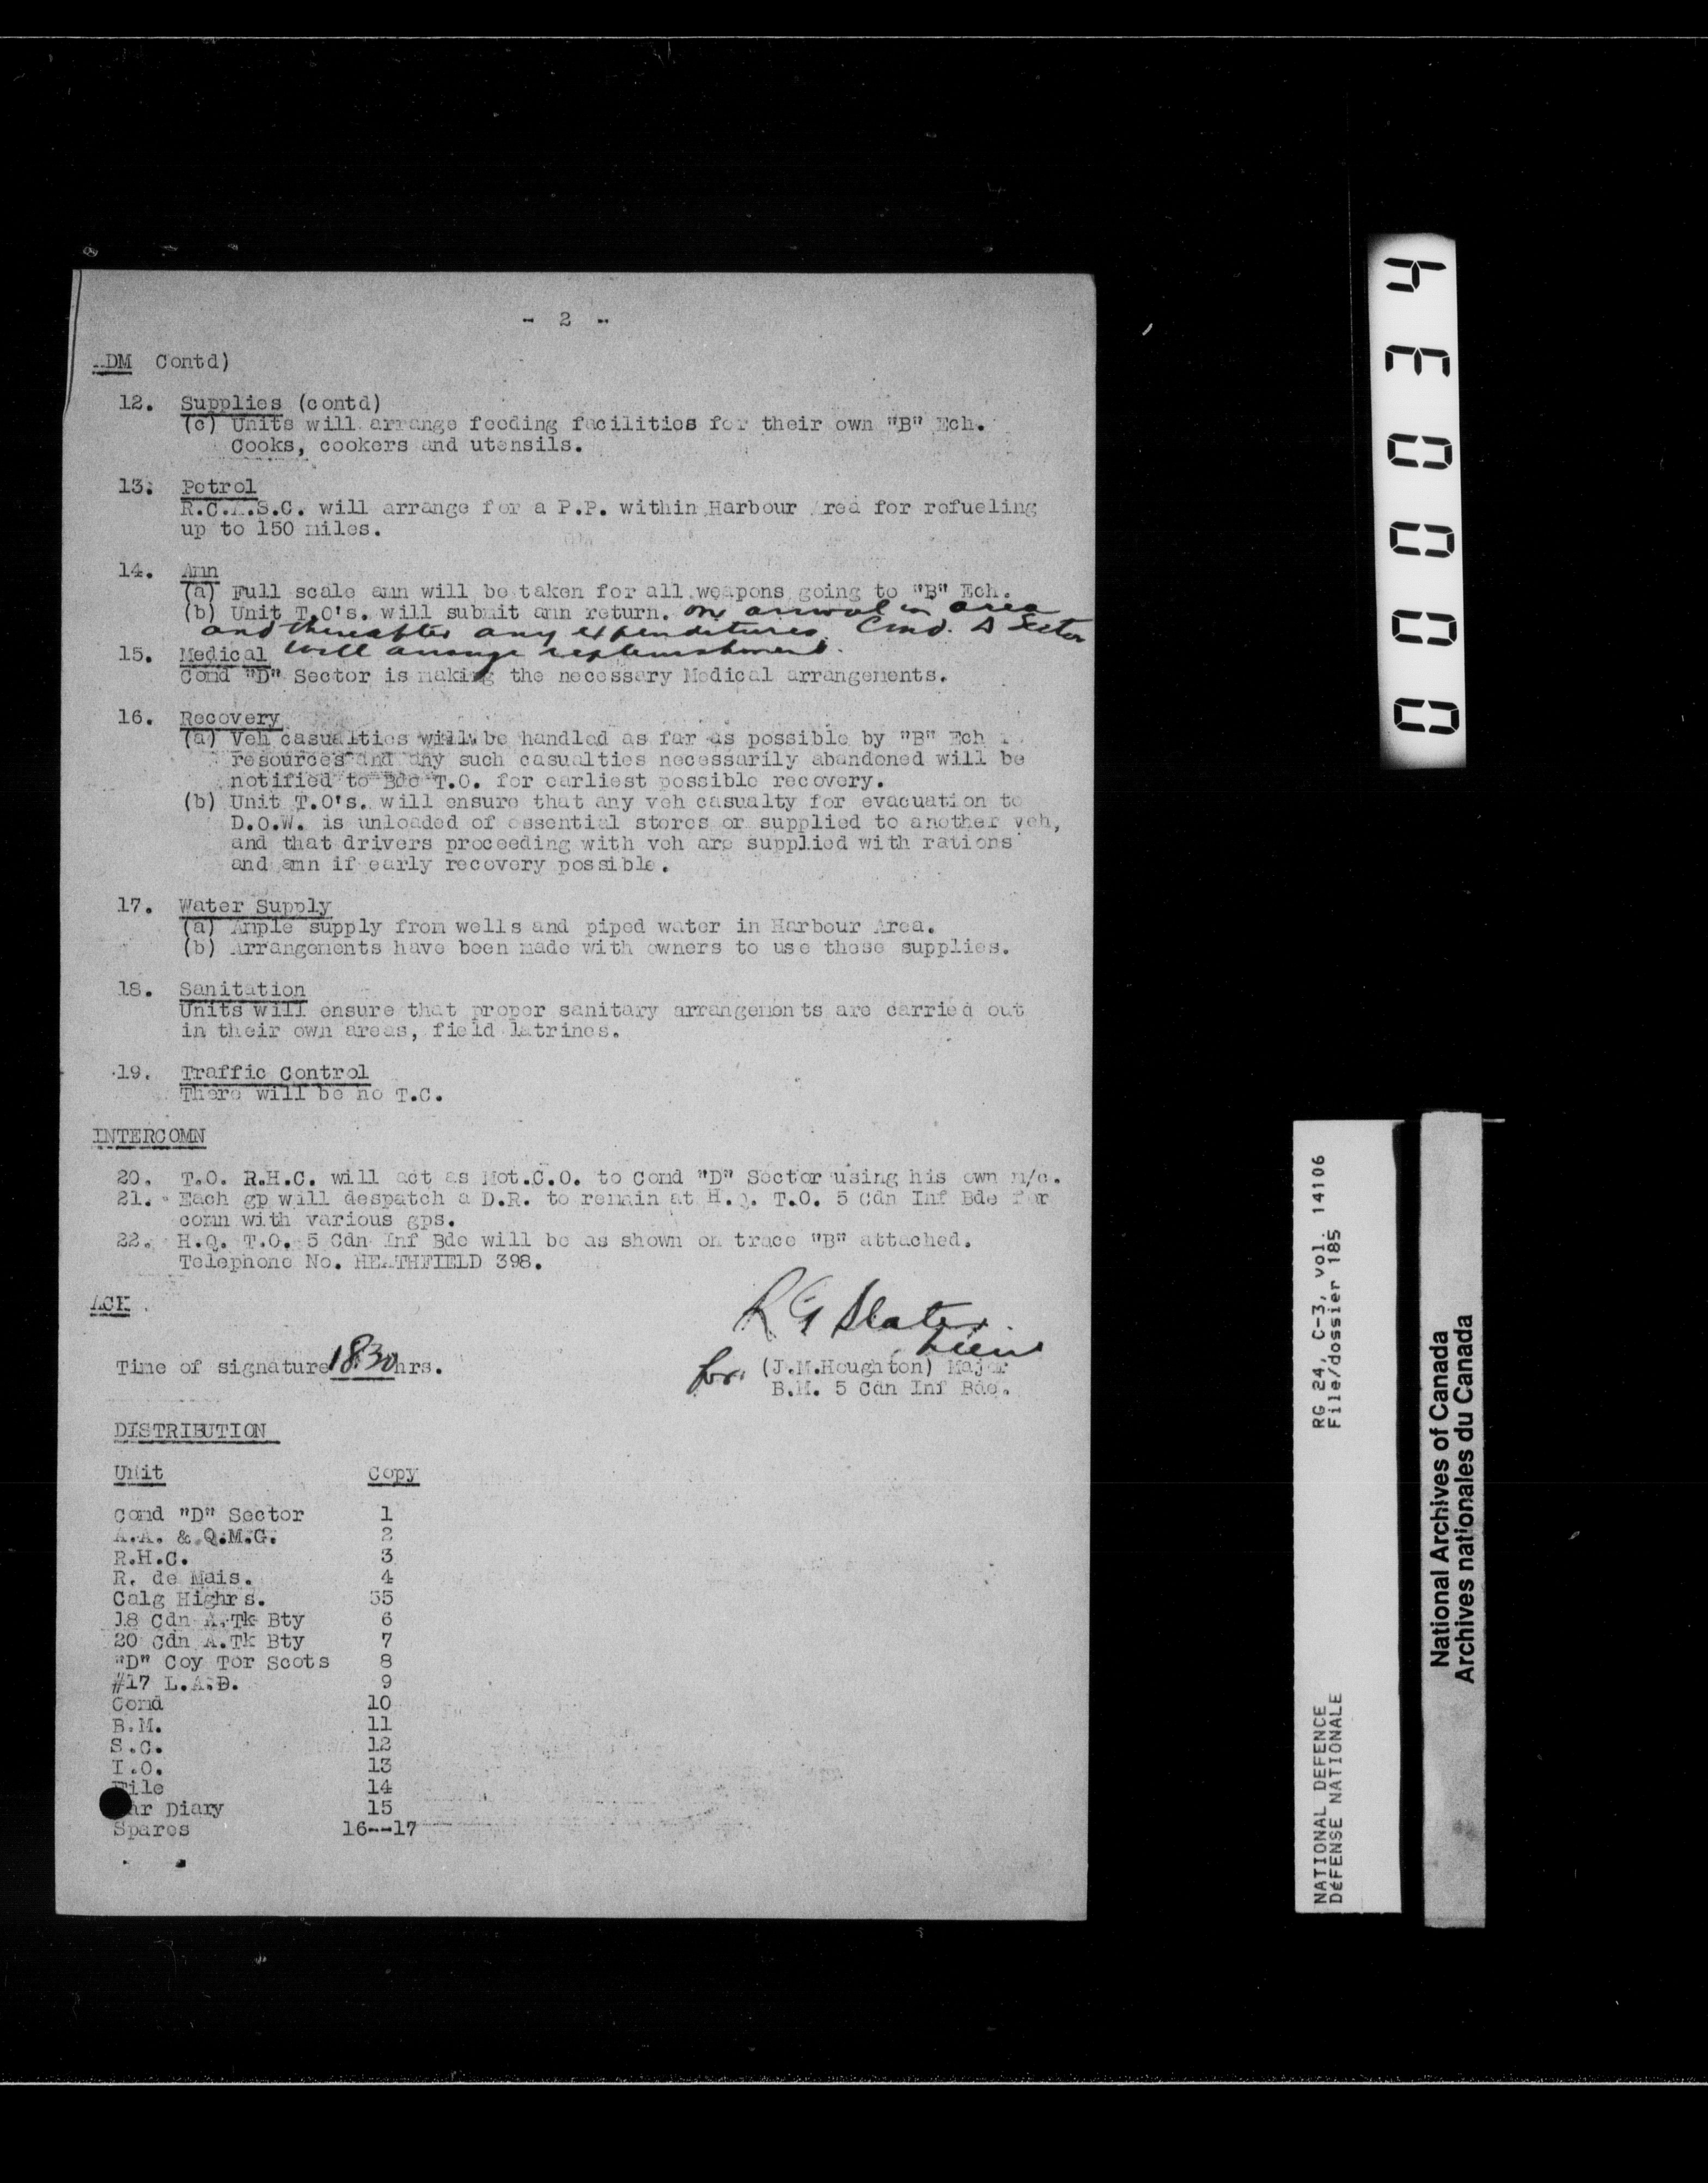 - 2 -
ADM Contd)
12. Supplies (contd)
(c) Units will arrange feeding facilities for their own "B" Ech.
Cooks, cookers and utensils.
13. Petrol
R.C.A.S.C. will arrange for a P.P. within Harbour Area for refueling
up to 150 miles.
14. Amn
(a) Full scale amn will be taken for all weapons going to "B" Ech.
(b) Unit T.O's. will submit amn return. on arrival in area
and thereafter any expenditures. Comd. D Sector
will arrange replenishment.
15. Medical
Comd "D" Sector is making the necessary Medical arrangements.
16. Recovery
(a) Veh casualties will be handled as far as possible by "B" Ech
resources and any such casualties necessarily abandoned will be
notified to Bde T.O. for earliest possible recovery.
(b) Unit T.O's. will ensure that any veh casualty for evacuation to
D.O.W. is unloaded of essential stores or supplied to another veh,
and that drivers proceeding with veh are supplied with rations
and amn if early recovery possible.
17. Water Supply
(a) Ample supply from wells and piped water in Harbour Area.
(b) Arrangements have been made with owners to use these supplies.
18. Sanitation
Units will ensure that proper sanitary arrangements are carried out
in their own areas, field latrines.
19. Traffic Control
There will be no T.C.
INTERCOMN
20. T.O. R.H.C. will act as Mot.C.O. to Comd "D" Sector using his own m/c.
21. Each gp will despatch a D.R. to remain at H.Q. T.O. 5 Cdn Inf Bde for
comn with various gps.
22. H.Q. T.O. 5 Cdn Inf Bde will be as shown on trace "B" attached.
Telephone No. HEATHFIELD 398.
ACK
R G Slater
Lieut
Time of signature 1830 hrs.
for (J.M.Houghton) Major
B.M. 5 Cdn Inf Bde.
DISTRIBUTION
Unit Copy
Comd "D" Sector 1
A.A. & Q.M.G. 2
R.H.C. 3
R. de Mais. 4
Calg Highrs. 55
18 Cdn A.Tk Bty 6
20 Cdn A.Tk Bty 7
"D" Coy Tor Scots 8
#17 L.A.D. 9
Comd 10
B.M. 11
S.C. 12
I.O. 13
File 14
War Diary 15
Spares 16--17
000034
NATIONAL DEFENCE RG 24, C-3, vol. 14106
DéFENSE NATIONALE File/dossier 185
National Archives of Canada
Archives nationales du Canada